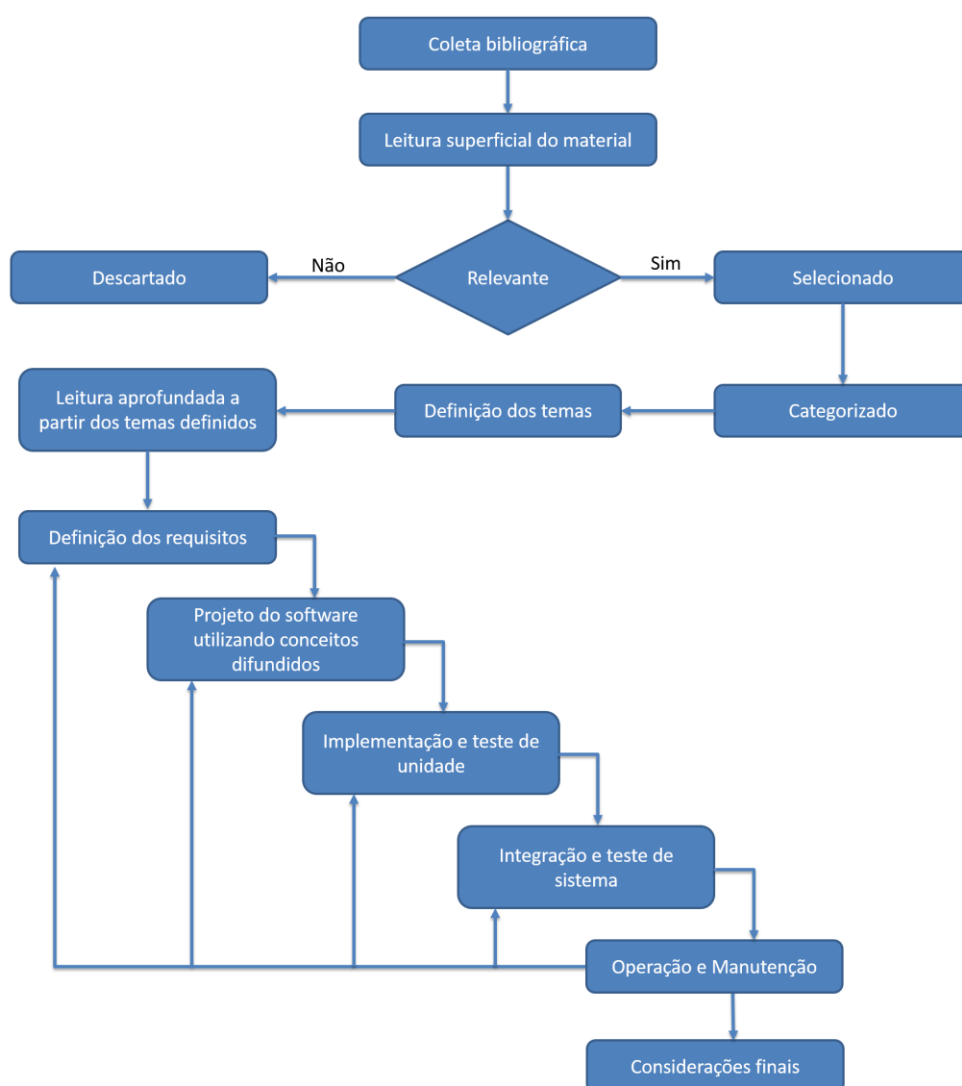 Coleta bibliográfica
Leitura superficial do material
Não
Sim
Descartado
Relevante
Selecionado
Leitura aprofundada a
partir dos temas definidos
Definição dos temas
Categorizado
Definição dos requisitos
Projeto do software
utilizando conceitos
difundidos
Implementação e teste de
unidade
Integração e teste de
sistema
Operação e Manutenção
Considerações finais